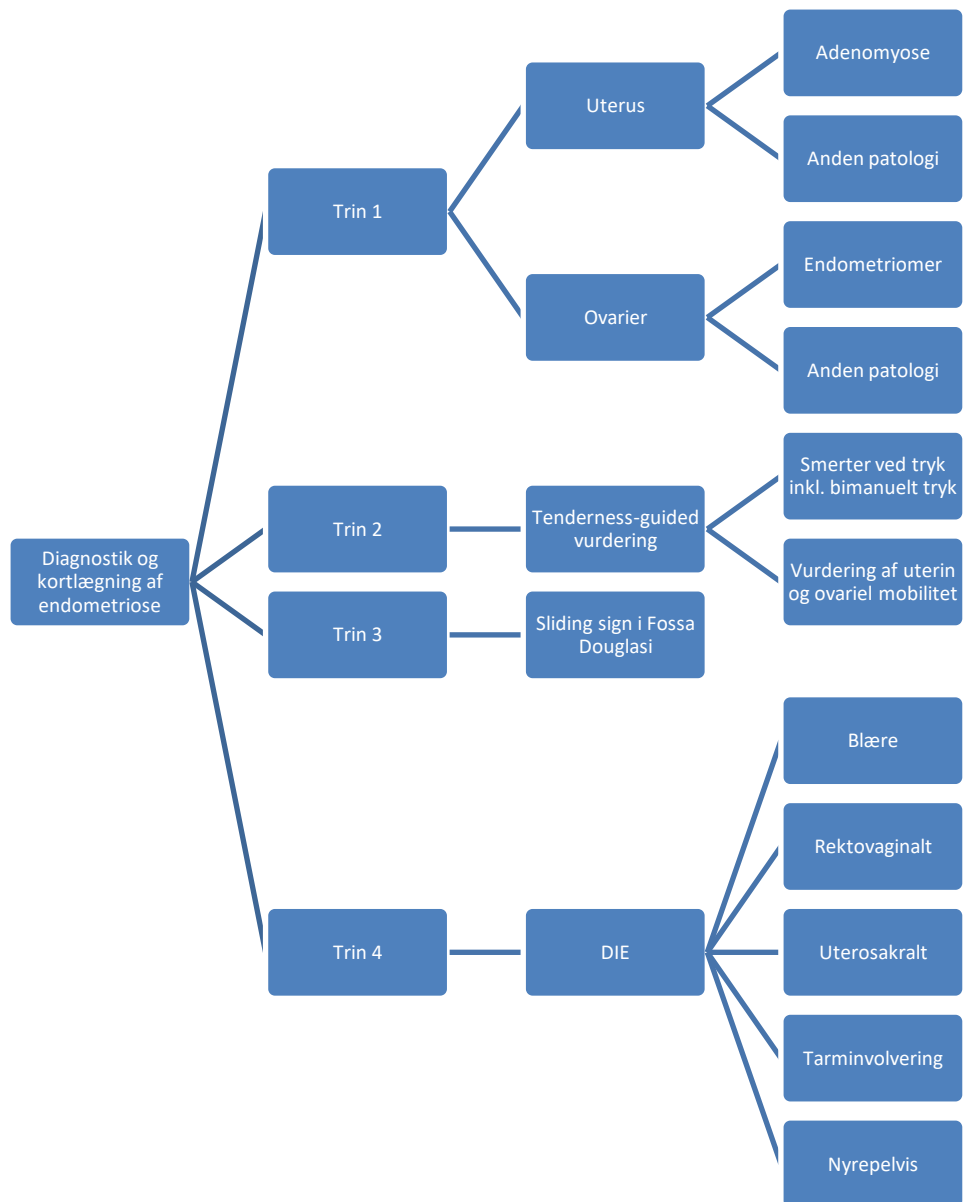 Diagnostik og
kortlægning af
endometriose
Trin 1
Uterus
Adenomyose
Anden patologi
Ovarier
Endometriomer
Anden patologi
Trin 2
Tenderness-guided
vurdering
Smerter ved tryk
inkl. bimanuelt tryk
Vurdering af uterin
og ovariel mobilitet
Trin 3
Sliding sign i Fossa
Douglasi
Trin 4
DIE
Blære
Rektovaginalt
Uterosakralt
Tarminvolvering
Nyrepelvis